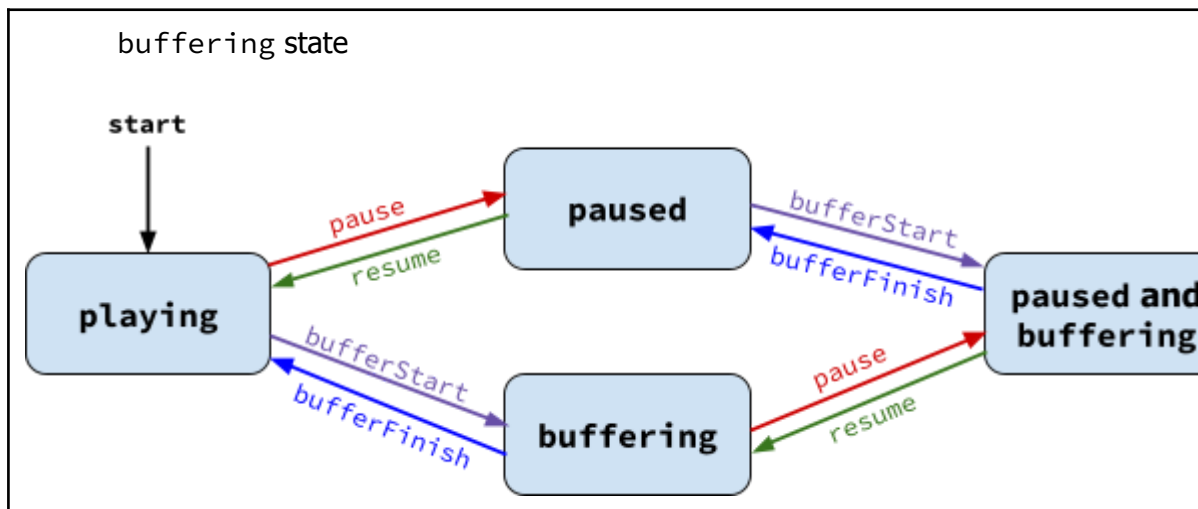 buffering state
start
pause
resume
paused
bufferStart
bufferFinish
playing
paused and
buffering
bufferStart
bufferFinish
buffering
pause
resume